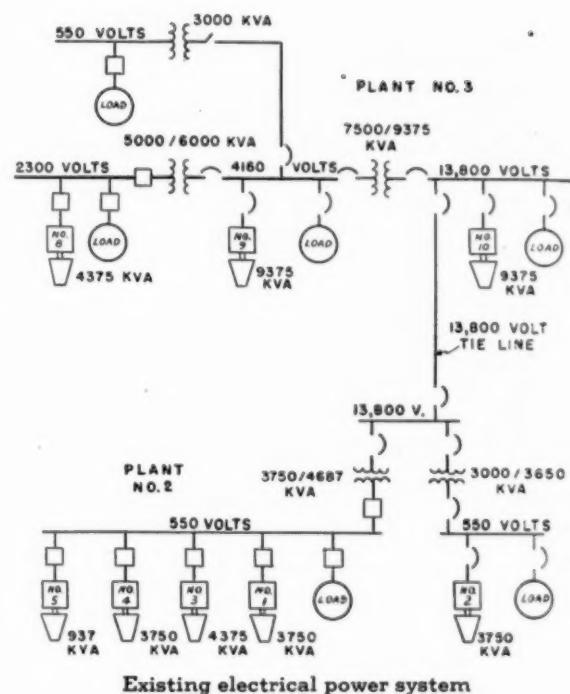 3000 KVA
550 VOLTS
LOAD
PLANT NO. 3
5000/6000 KVA
7500/9375
KVA
2300 VOLTS
4160 VOLTS
13,800 VOLTS
NO.
8
LOAD
NO.
9
LOAD
NO.
10
LOAD
4375 KVA
9375
KVA
9375
KVA
13,800 VOLT
TIE LINE
13,800 V.
PLANT
NO. 2
3750/4687
KVA
3000/3650
KVA
550 VOLTS
550 VOLTS
NO.
5
NO.
4
NO.
3
NO.
1
LOAD
NO.
2
LOAD
937
KVA
3750
KVA
4375
KVA
3750
KVA
3750
KVA
Existing electrical power system